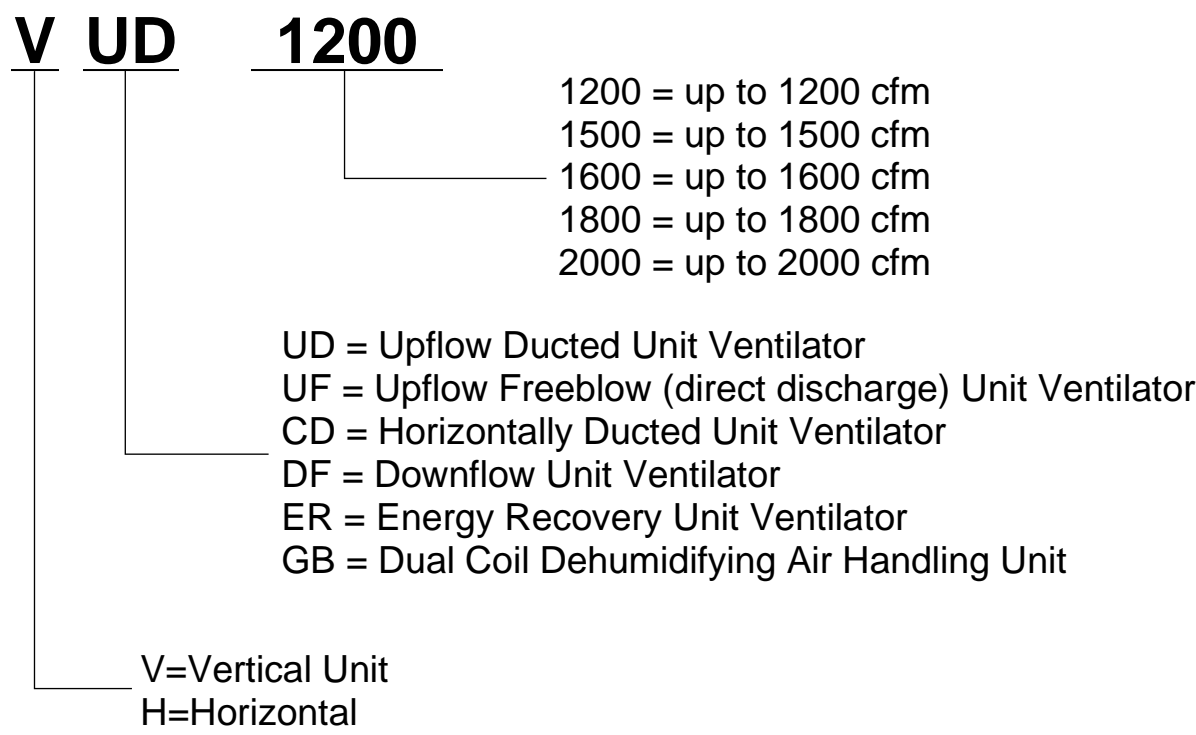 V UD 1200
1200 = up to 1200 cfm
1500 = up to 1500 cfm
1600 = up to 1600 cfm
1800 = up to 1800 cfm
2000 = up to 2000 cfm
UD = Upflow Ducted Unit Ventilator
UF = Upflow Freeblow (direct discharge) Unit Ventilator
CD = Horizontally Ducted Unit Ventilator
DF = Downflow Unit Ventilator
ER = Energy Recovery Unit Ventilator
GB = Dual Coil Dehumidifying Air Handling Unit
V=Vertical Unit
H=Horizontal